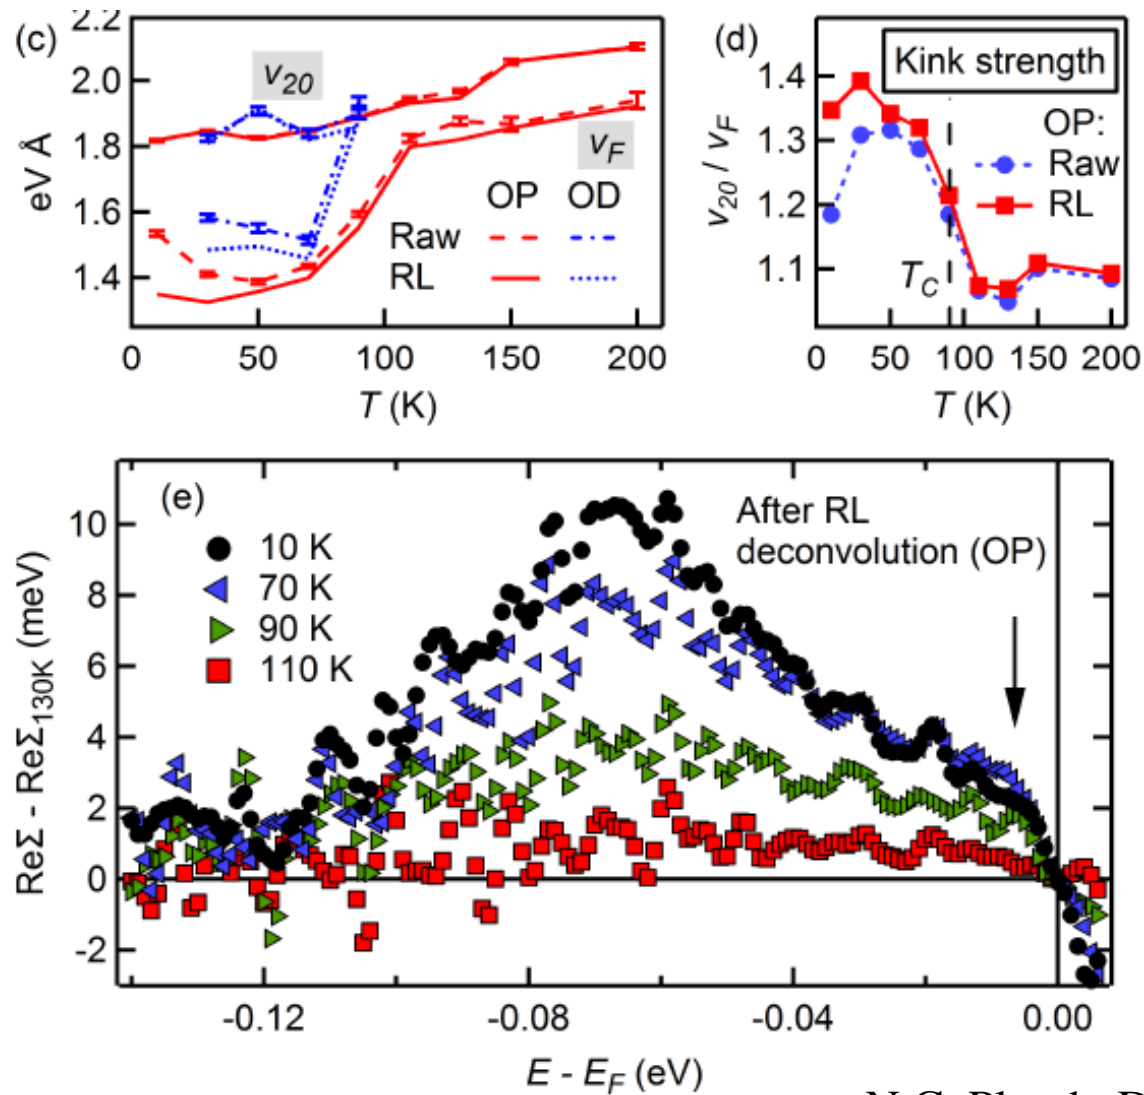 (c)
2.2
2.0
1.8
1.6
1.4
eV Å
v20
vF
OP OD
Raw
RL
0 50 100 150 200
T (K)
(d)
Kink strength
1.4
1.3
1.2
1.1
v20 / vF
OP:
Raw
RL
TC
0 50 100 150 200
T (K)
(e)
10
8
6
4
2
0
-2
ReΣ - ReΣ130K (meV)
10 K
70 K
90 K
110 K
After RL
deconvolution (OP)
-0.12 -0.08 -0.04 0.00
E - EF (eV)